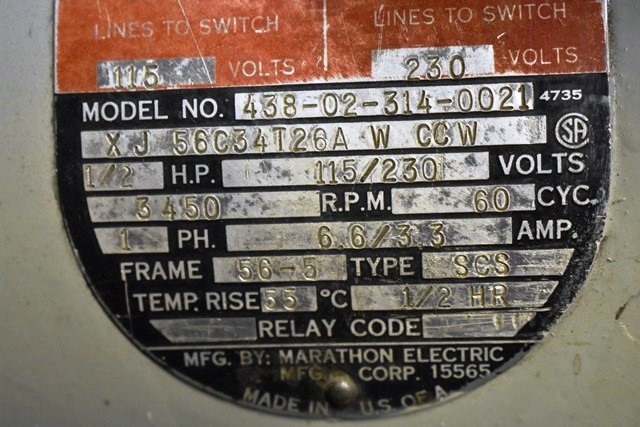 LINES TO SWITCH LINES TO SWITCH
115 VOLTS 230 VOLTS
MODEL NO. 438-02-314-0021 4735
XJ 56C34T26A W CCW SA
1/2 H.P. 115/230 VOLTS
3450 R.P.M. 60 CYC.
1 PH. 6.6/3.3 AMP.
FRAME 56-5 TYPE SCS
TEMP. RISE 55 °C 1/2 HR
RELAY CODE
MFG. BY: MARATHON ELECTRIC
MFG. CORP. 15565
MADE IN U.S. OF A.